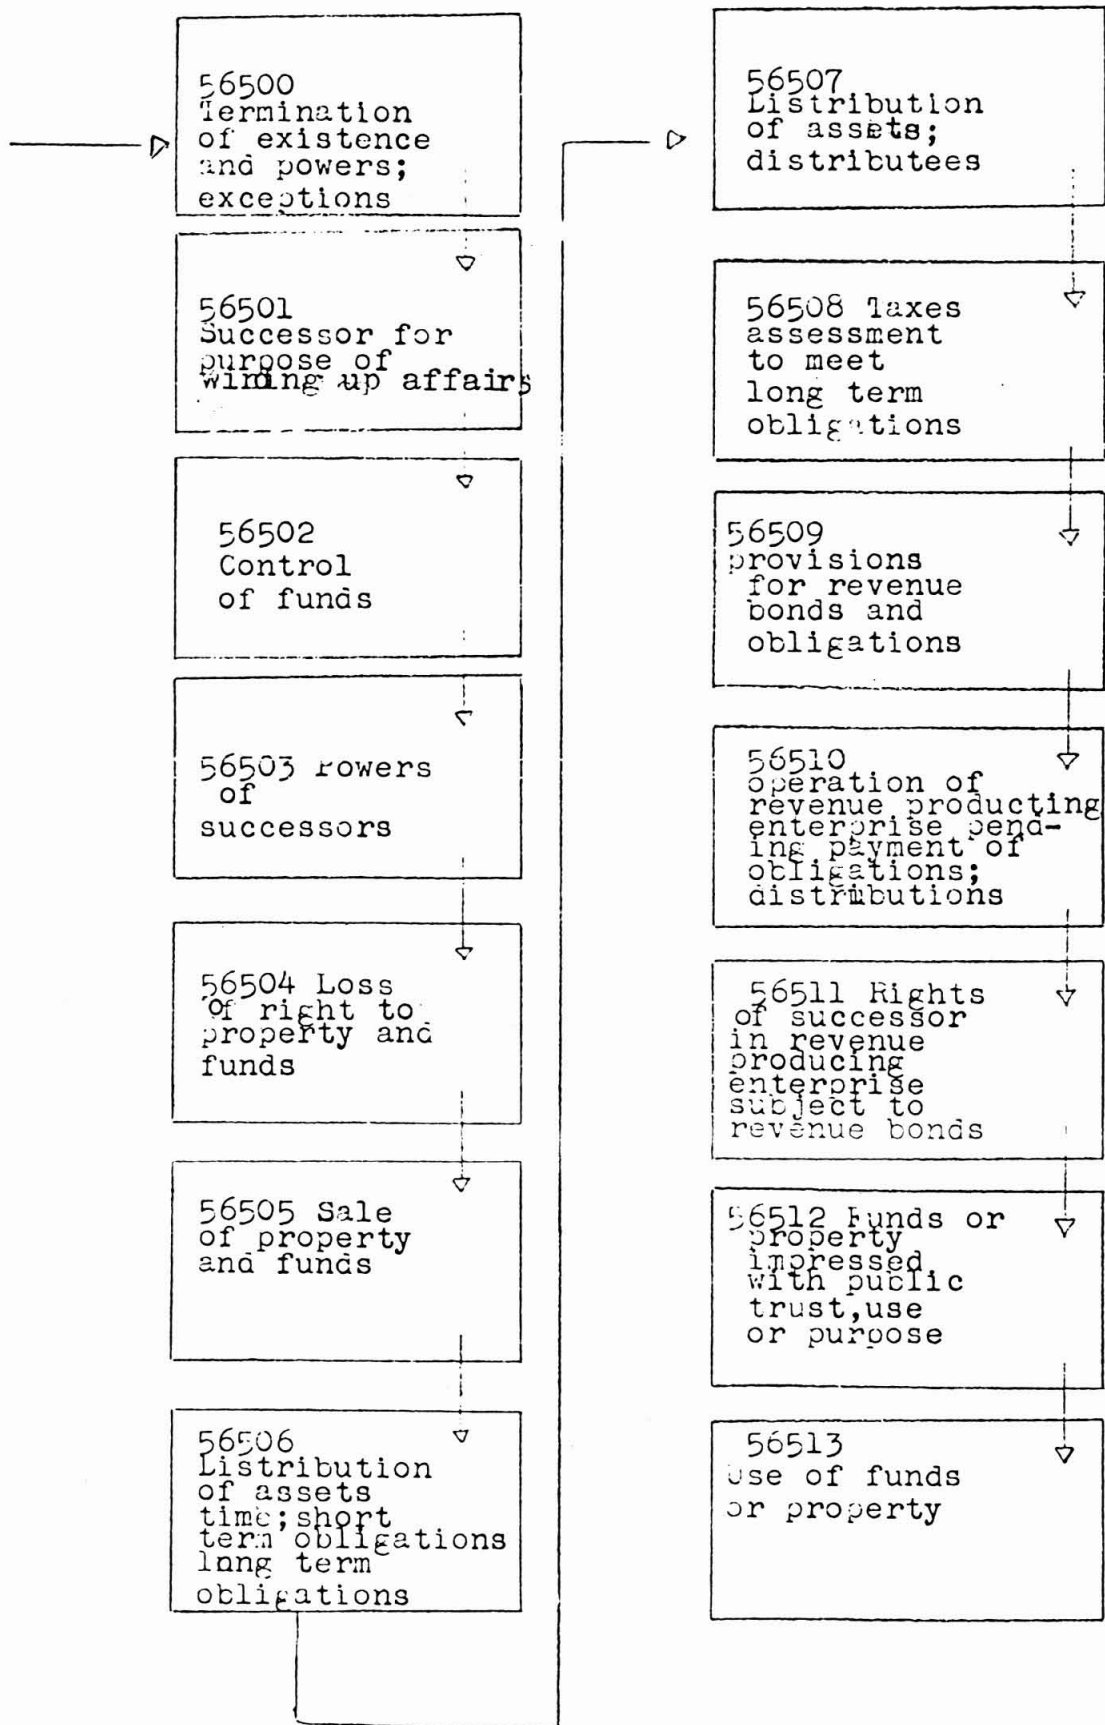 56500
Termination
of existence
and powers;
exceptions
56501
Successor for
purpose of
winding up affairs
56502
Control
of funds
56503 Powers
of
successors
56504 Loss
of right to
property and
funds
56505 Sale
of property
and funds
56506
Distribution
of assets
time;short
term obligations
lnng term
obligations
56507
Distribution
of assets;
distributees
56508 Taxes
assessment
to meet
long term
obligations
56509
provisions
for revenue
bonds and
obligations
56510
operation of
revenue producting
enterprise pend-
ing payment of
obligations;
distributions
56511 Rights
of successor
in revenue
producing
enterprise
subject to
revenue bonds
56512 Funds or
property
impressed
with public
trust,use
or purpose
56513
Use of funds
or property